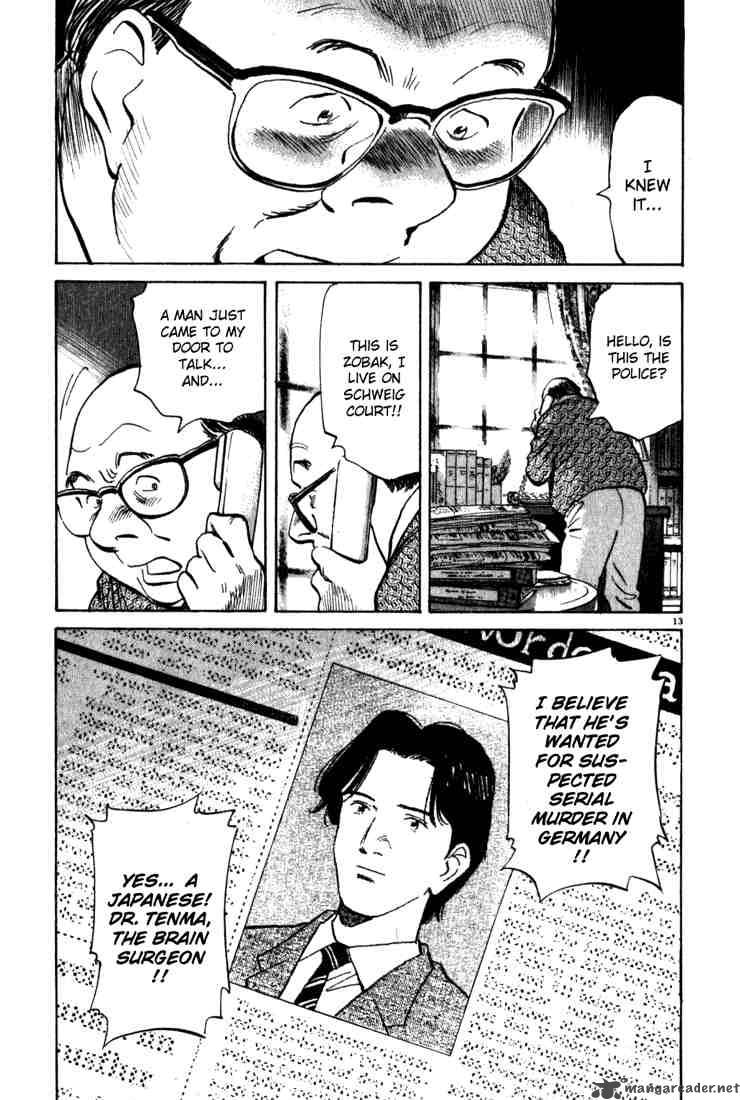 I
KNEW
IT...
HELLO, IS
THIS THE
POLICE?
THIS IS
ZOBAK, I
LIVE ON
SCHWEIG
COURT!!
A MAN JUST
CAME TO MY
DOOR TO
TALK...
AND...
13
I BELIEVE
THAT HE'S
WANTED
FOR SUS-
PECTED
SERIAL
MURDER IN
GERMANY
!!
YES... A
JAPANESE!
DR. TENMA,
THE BRAIN
SURGEON
!!
mangareader.net